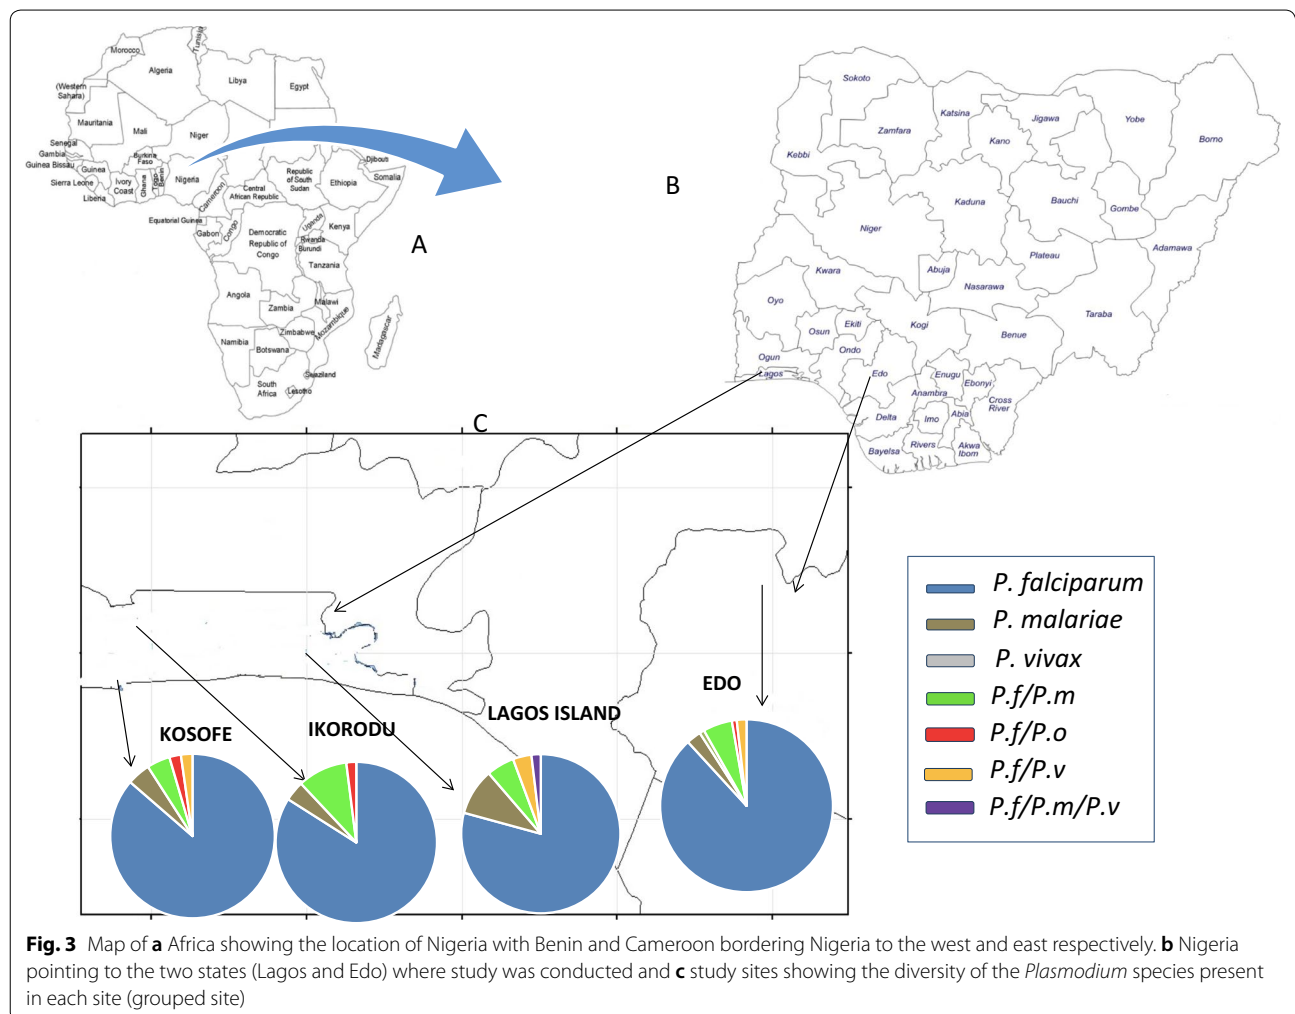 Morocco
Tunisia
Algeria
Libya
Egypt
(Western
Sahara)
Mauritania
Mali
Niger
Senegal
Gambia
Guinea Bissau
Guinea
Sierra Leone
Liberia
Ivory
Coast
Burkina
Faso
Ghana
Togo
Benin
Nigeria
Cameroon
Central
African Republic
Republic
of South
Sudan
Ethiopia
Djibouti
Somalia
Equatorial Guinea
Gabon
Congo
Democratic
Republic of
Congo
Uganda
Kenya
Rwanda
Burundi
Tanzania
Angola
Zambia
Malawi
Mozambique
Zimbabwe
Namibia
Botswana
Swaziland
South
Africa
Lesotho
Madagascar
A
B
Sokoto
Kebbi
Zamfara
Katsina
Kano
Jigawa
Yobe
Borno
Kaduna
Bauchi
Gombe
Adamawa
Niger
Kwara
Abuja
Plateau
Nasarawa
Taraba
Oyo
Osun
Ekiti
Kogi
Benue
Ogun
Ondo
Lagos
Edo
Enugu
Ebonyi
Anambra
Cross
River
Delta
Imo
Abia
Bayelsa
Rivers
Akwa
Ibom
C
KOSOFE
IKORODU
LAGOS ISLAND
EDO
P. falciparum
P. malariae
P. vivax
P.f/P.m
P.f/P.o
P.f/P.v
P.f/P.m/P.v
Fig. 3 Map of a Africa showing the location of Nigeria with Benin and Cameroon bordering Nigeria to the west and east respectively. b Nigeria
pointing to the two states (Lagos and Edo) where study was conducted and c study sites showing the diversity of the Plasmodium species present
in each site (grouped site)